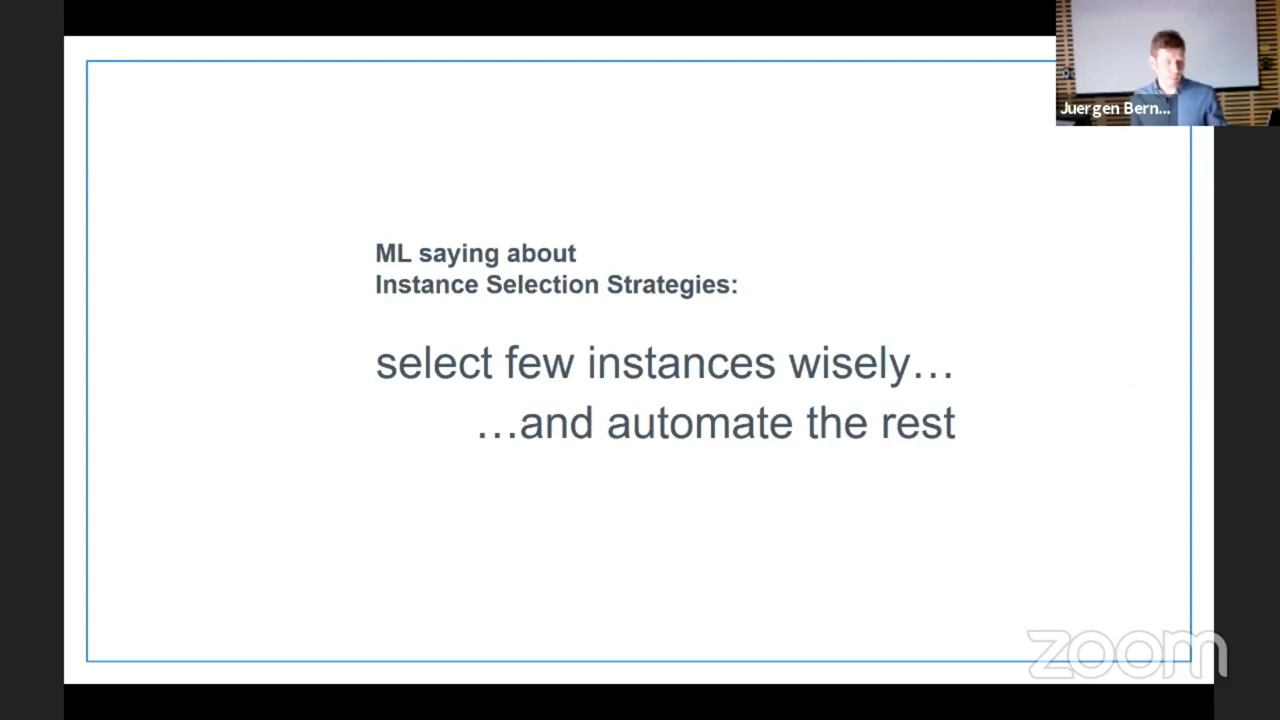 Juergen Bern...
ML saying about
Instance Selection Strategies:
select few instances wisely…
…and automate the rest
zoom